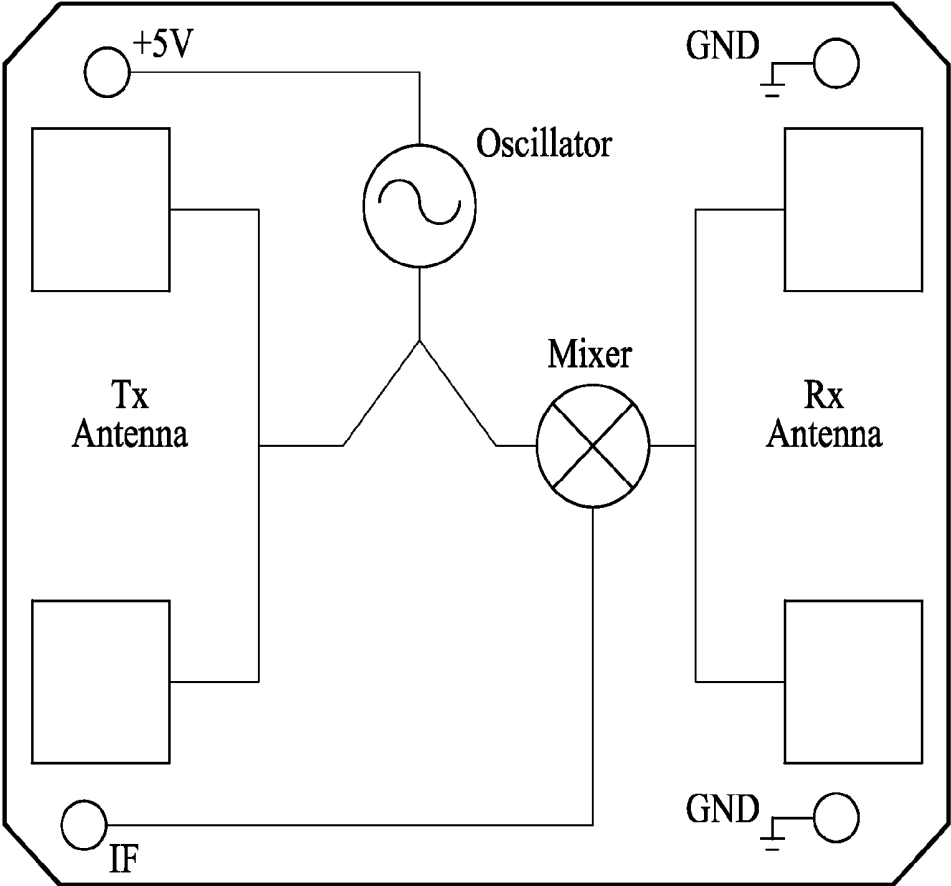 +5V
GND
Oscillator
Mixer
Tx
Antenna
Rx
Antenna
GND
IF